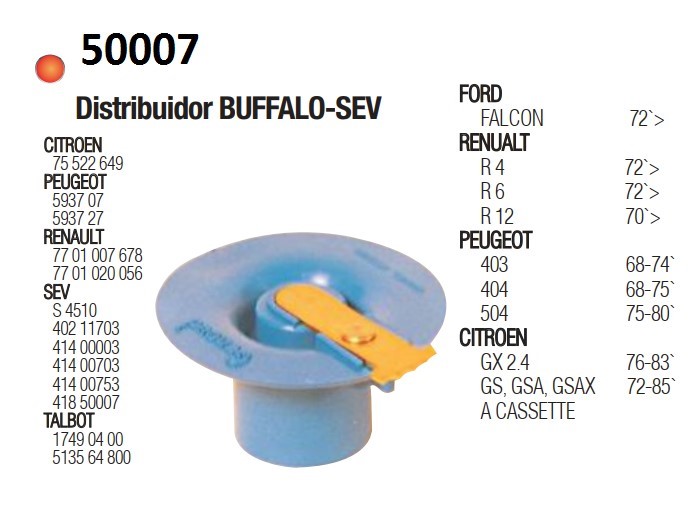 50007
Distribuidor BUFFALO-SEV
CITROEN
75 522 649
PEUGEOT
5937 07
5937 27
RENAULT
77 01 007 678
77 01 020 056
SEV
S 4510
402 11703
414 00003
414 00703
414 00753
418 50007
TALBOT
1749 04 00
5135 64 800
FORD
FALCON 72`>
RENUALT
R 4 72`>
R 6 72`>
R 12 70`>
PEUGEOT
403 68-74`
404 68-75`
504 75-80`
CITROEN
GX 2.4 76-83`
GS, GSA, GSAX 72-85`
A CASSETTE